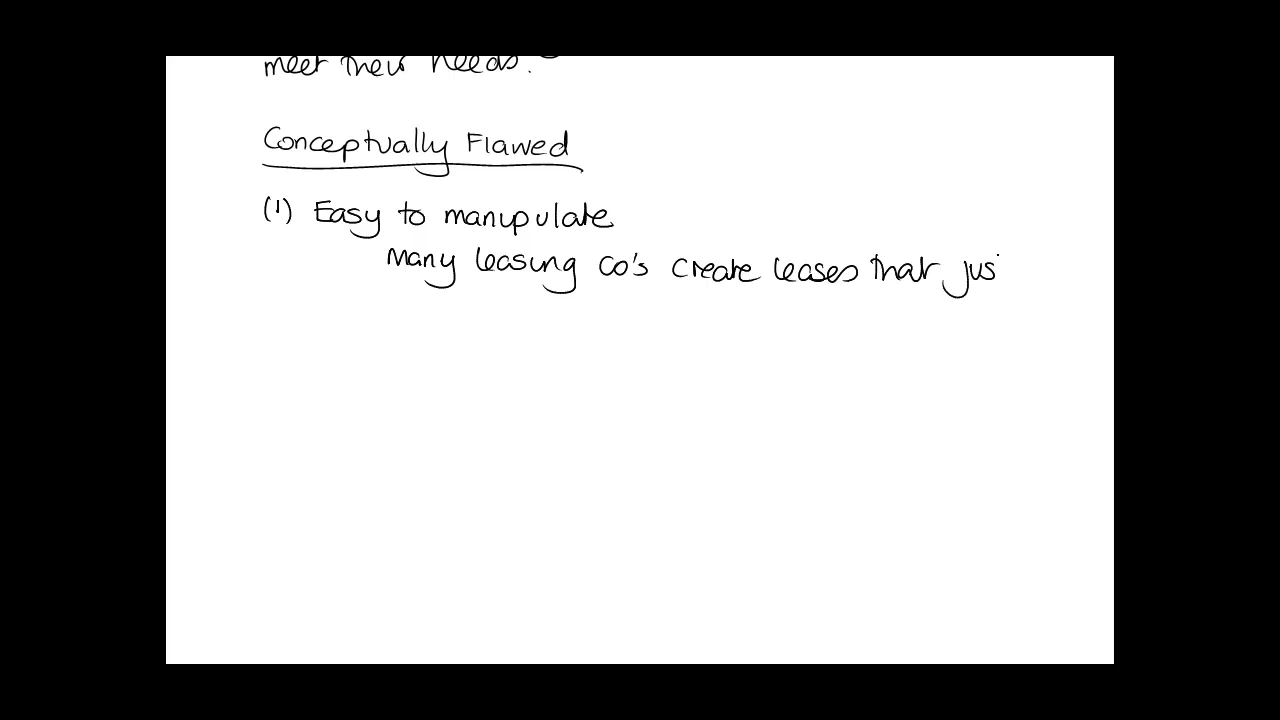 meet their needs.
Conceptually Flawed
(1) Easy to manipulate
Many leasing co's create leases that jus